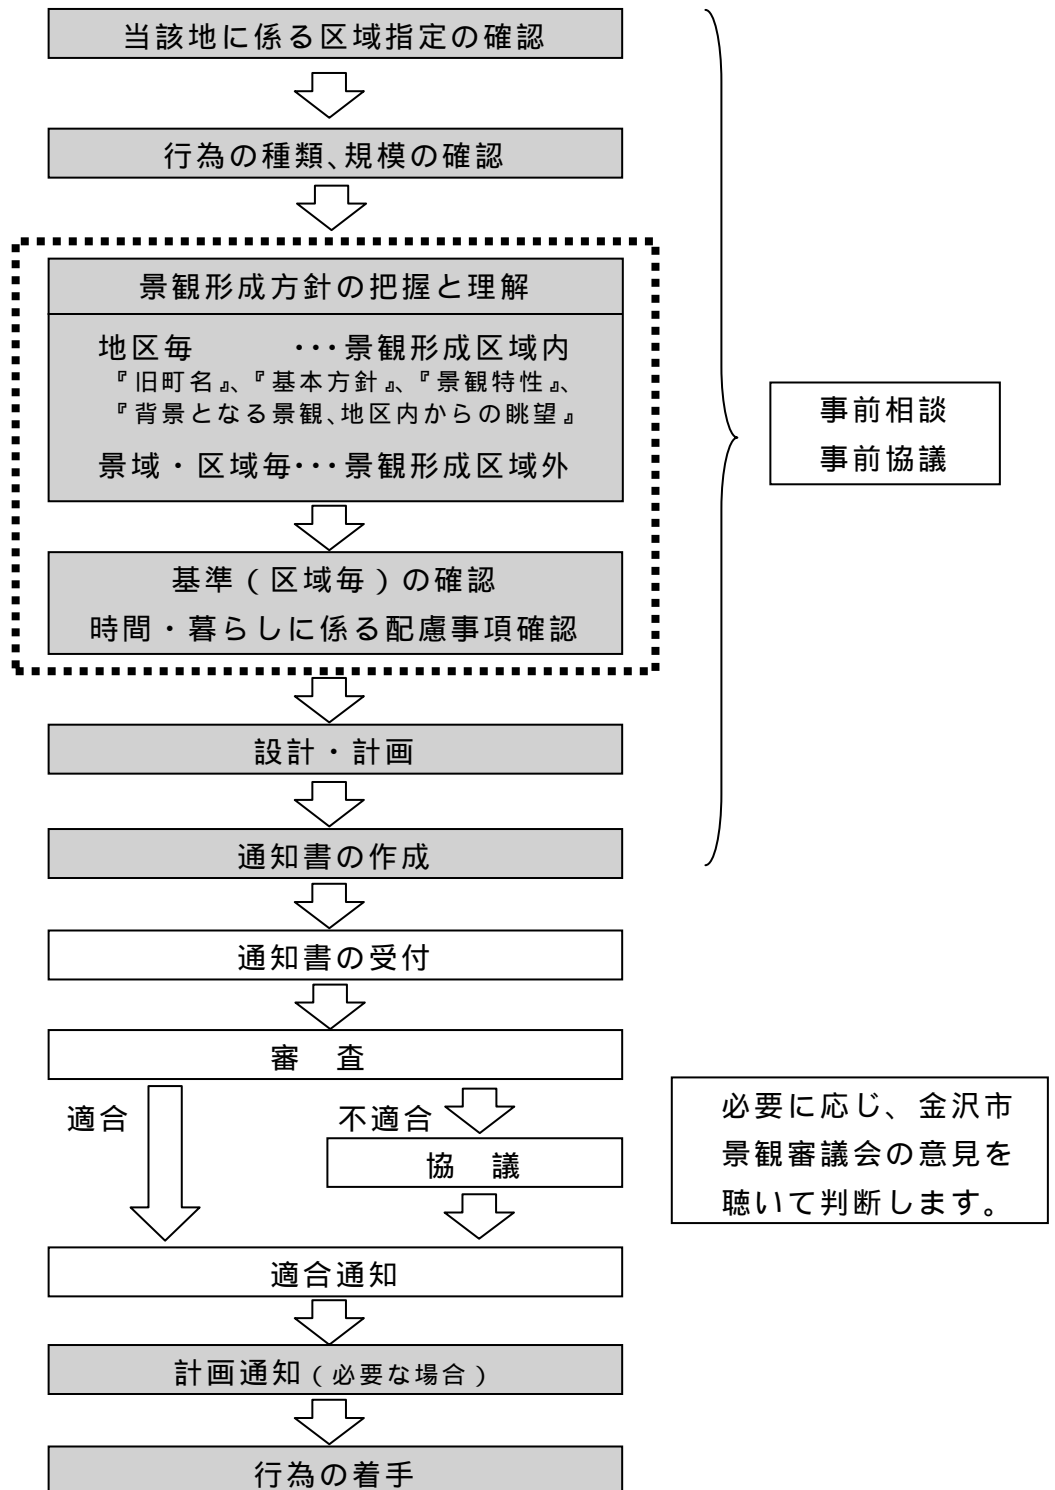 当該地に係る区域指定の確認
行為の種類、規模の確認
景観形成方針の把握と理解
地区毎　　　・・・景観形成区域内
『旧町名』、『基本方針』、『景観特性』、
『背景となる景観、地区内からの眺望』
景域・区域毎・・・景観形成区域外
基準（区域毎）の確認
時間・暮らしに係る配慮事項確認
事前相談
事前協議
設計・計画
通知書の作成
通知書の受付
審　査
適合
不適合
協　議
必要に応じ、金沢市
景観審議会の意見を
聴いて判断します。
適合通知
計画通知（必要な場合）
行為の着手